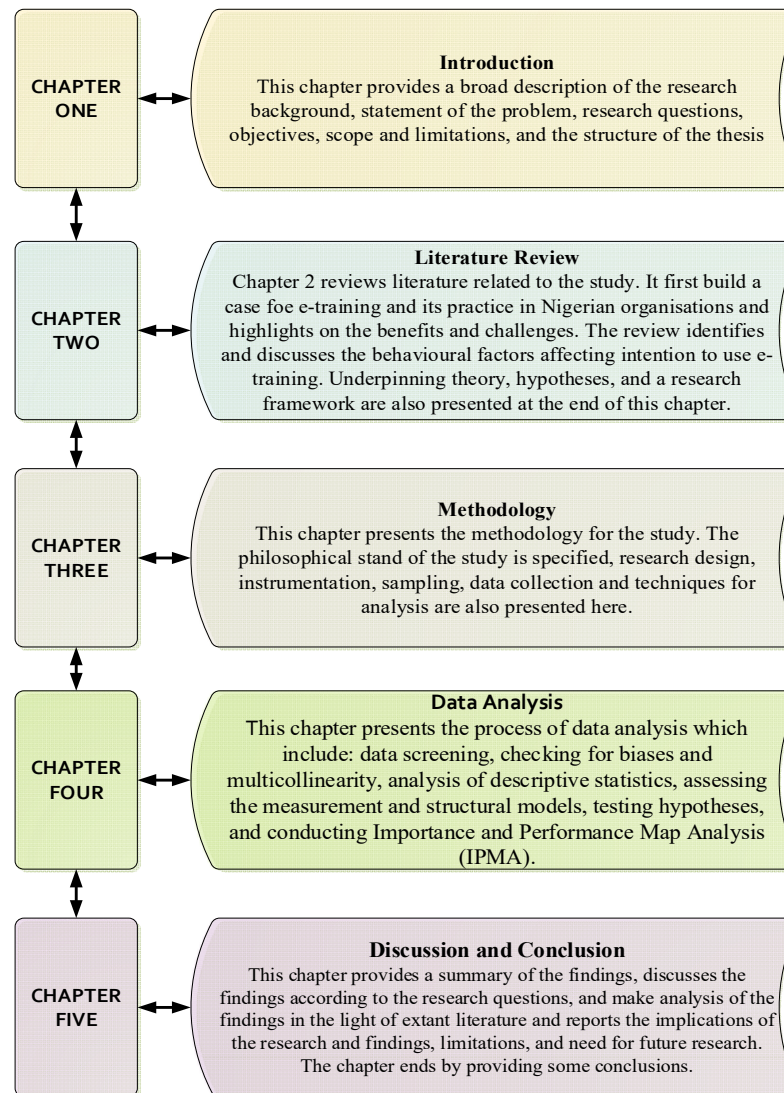 CHAPTER
ONE
Introduction
This chapter provides a broad description of the research
background, statement of the problem, research questions,
objectives, scope and limitations, and the structure of the thesis
CHAPTER
TWO
Literature Review
Chapter 2 reviews literature related to the study. It first build a
case foe e-training and its practice in Nigerian organisations and
highlights on the benefits and challenges. The review identifies
and discusses the behavioural factors affecting intention to use e-
training. Underpinning theory, hypotheses, and a research
framework are also presented at the end of this chapter.
CHAPTER
THREE
Methodology
This chapter presents the methodology for the study. The
philosophical stand of the study is specified, research design,
instrumentation, sampling, data collection and techniques for
analysis are also presented here.
CHAPTER
FOUR
Data Analysis
This chapter presents the process of data analysis which
include: data screening, checking for biases and
multicollinearity, analysis of descriptive statistics, assessing
the measurement and structural models, testing hypotheses,
and conducting Importance and Performance Map Analysis
(IPMA).
CHAPTER
FIVE
Discussion and Conclusion
This chapter provides a summary of the findings, discusses the
findings according to the research questions, and make analysis of the
findings in the light of extant literature and reports the implications of
the research and findings, limitations, and need for future research.
The chapter ends by providing some conclusions.